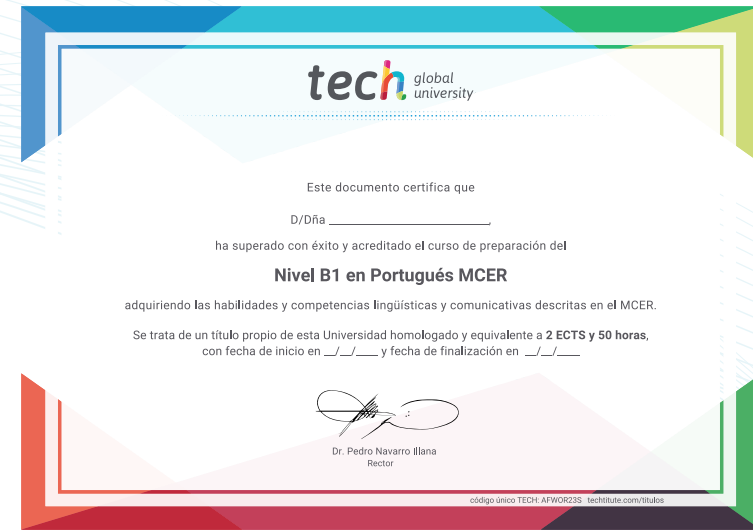 tech global university
Este documento certifica que
D/Dña ______________________,
ha superado con éxito y acreditado el curso de preparación del
Nivel B1 en Portugués MCER
adquiriendo las habilidades y competencias lingüísticas y comunicativas descritas en el MCER.
Se trata de un título propio de esta Universidad homologado y equivalente a 2 ECTS y 50 horas,
con fecha de inicio en __/__/____ y fecha de finalización en __/__/____
Dr. Pedro Navarro Illana
Rector
código único TECH: AFWOR23S techtitute.com/titulos